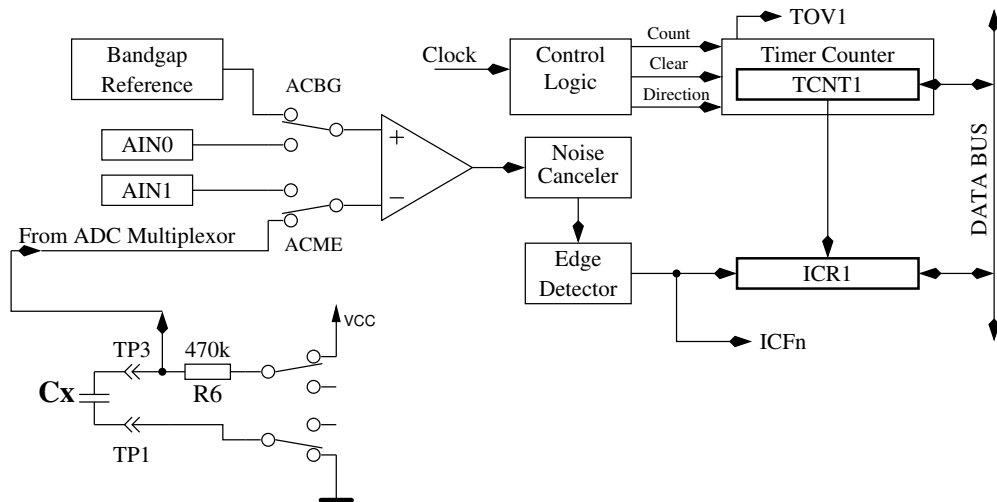 TOV1
Count
Bandgap
Reference
Clock
Control
Logic
Timer Counter
Clear
TCNT1
ACBG
Direction
+
AIN0
Noise
Canceler
AIN1
−
DATA BUS
From ADC Multiplexor
ACME
Edge
Detector
ICR1
VCC
ICFn
TP3
470k
Cx
R6
TP1